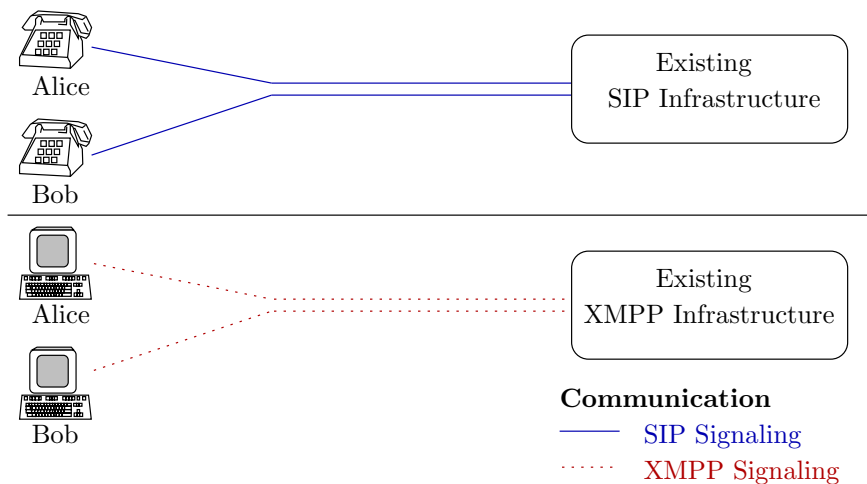 Alice
Existing
SIP Infrastructure
Bob
Alice
Existing
XMPP Infrastructure
Bob
Communication
SIP Signaling
XMPP Signaling